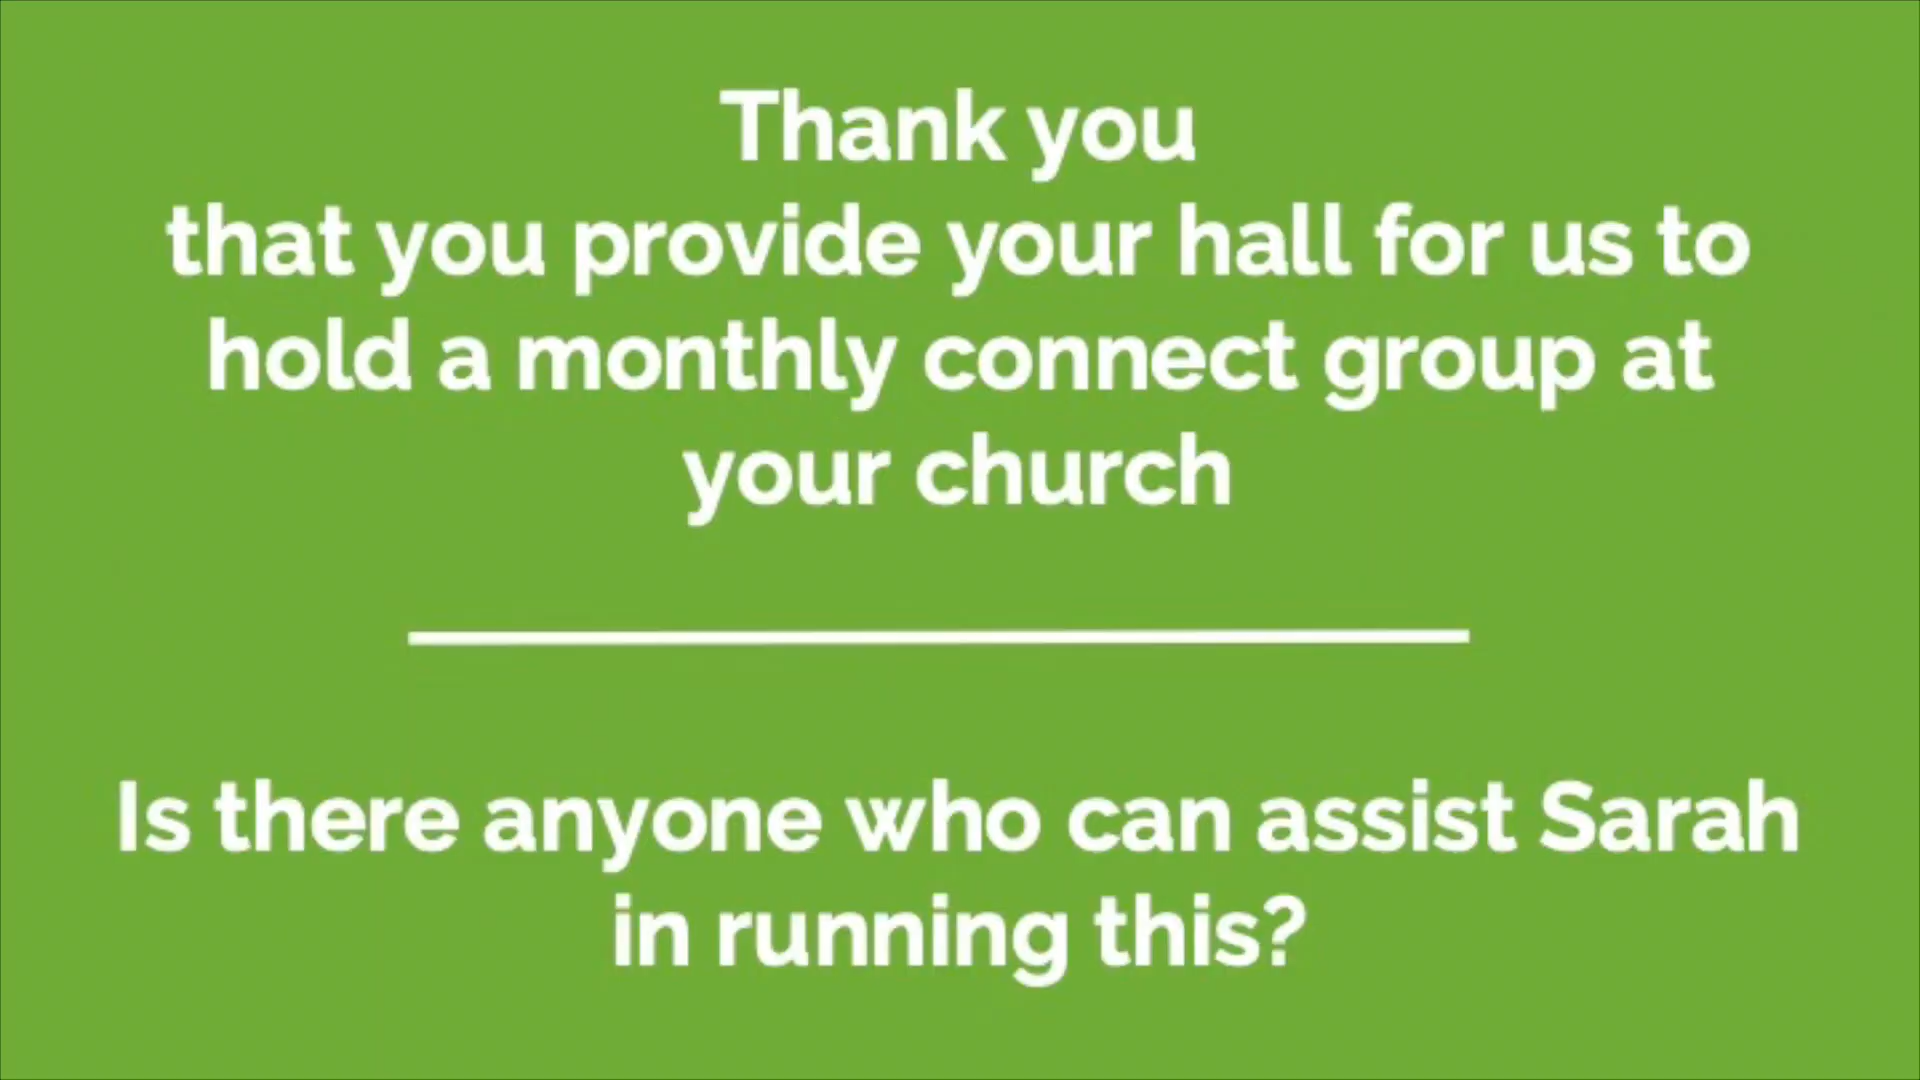 Thank you
that you provide your hall for us to
hold a monthly connect group at
your church
Is there anyone who can assist Sarah
in running this?